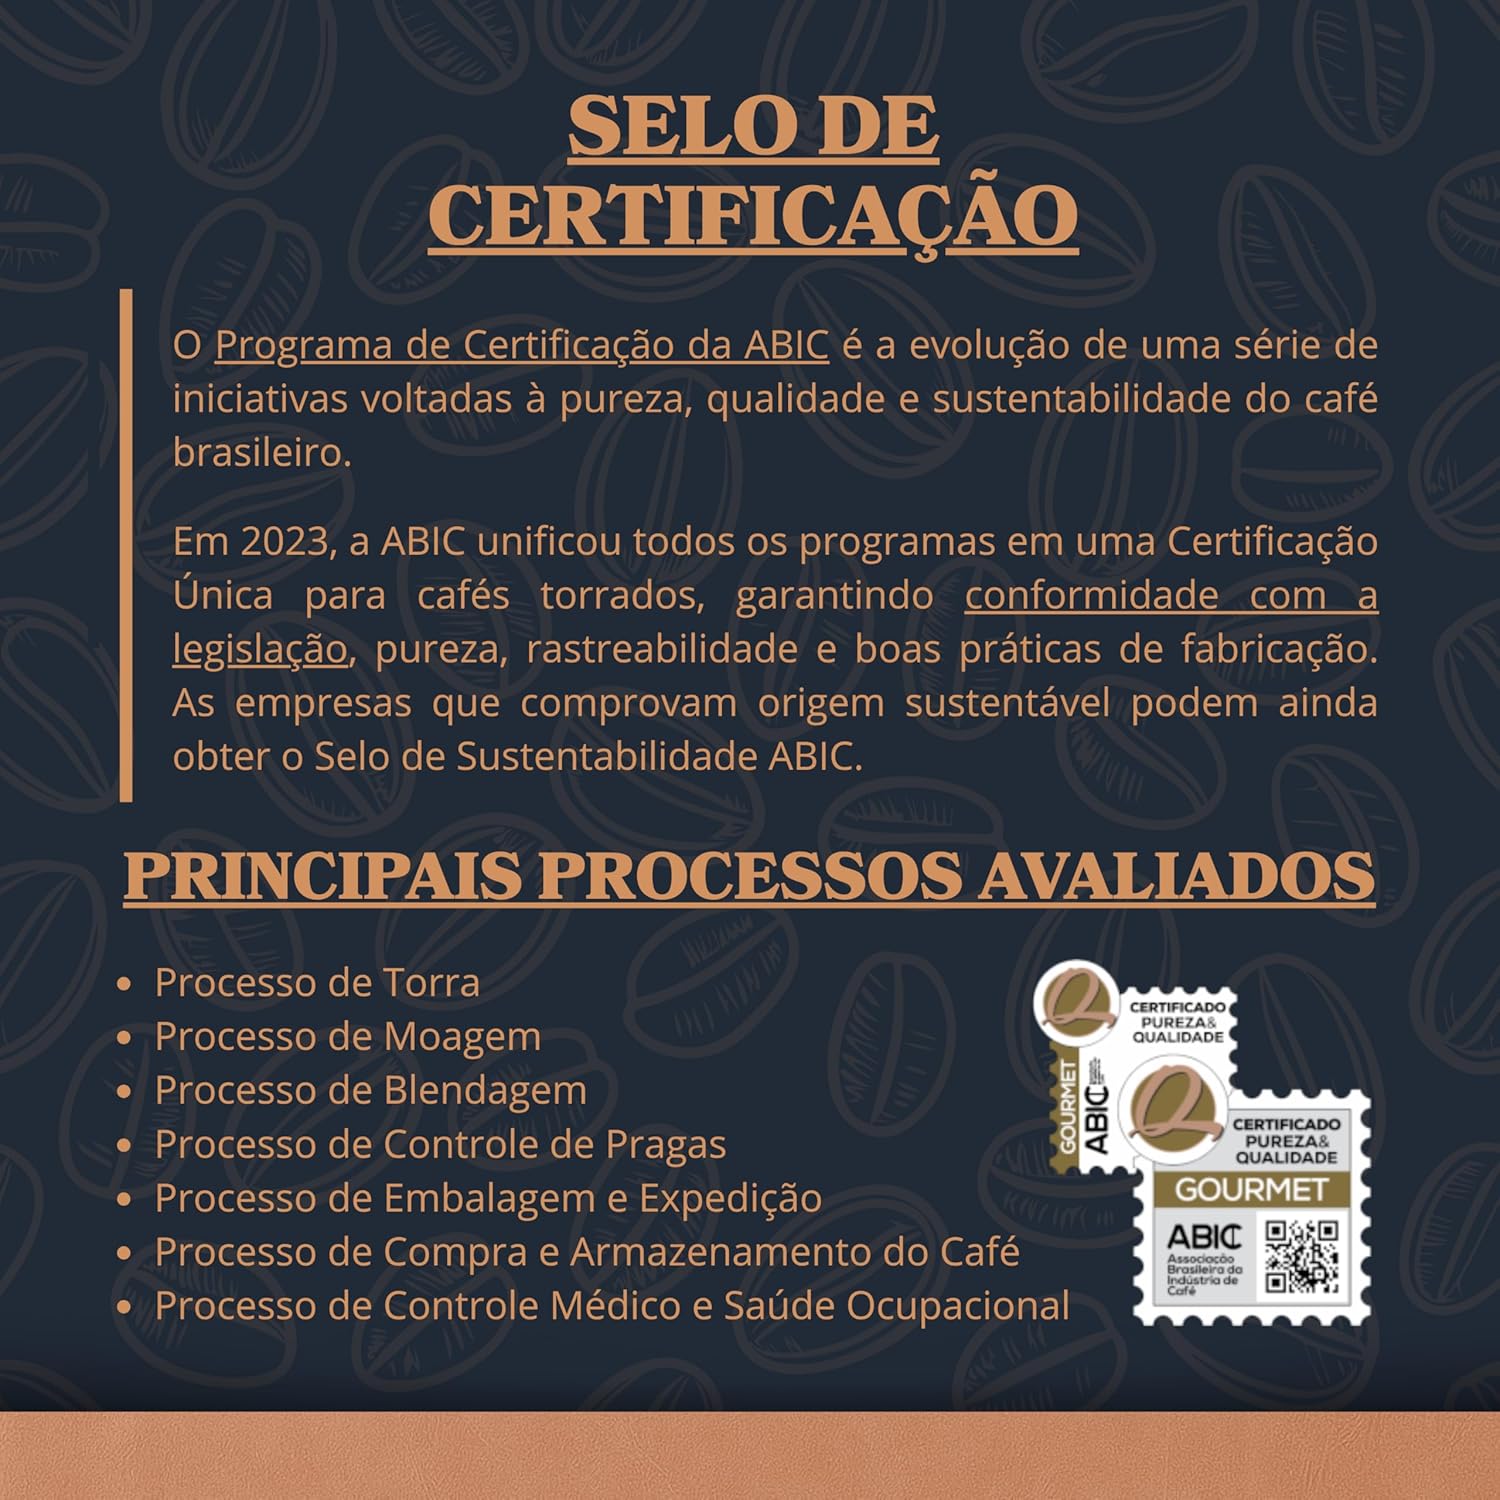 SELO DE
CERTIFICAÇÃO
O Programa de Certificação da ABIC é a evolução de uma série de
iniciativas voltadas à pureza, qualidade e sustentabilidade do café
brasileiro.
Em 2023, a ABIC unificou todos os programas em uma Certificação
Única para cafés torrados, garantindo conformidade com a
legislação, pureza, rastreabilidade e boas práticas de fabricação.
As empresas que comprovam origem sustentável podem ainda
obter o Selo de Sustentabilidade ABIC.
PRINCIPAIS PROCESSOS AVALIADOS
• Processo de Torra
• Processo de Moagem
• Processo de Blendagem
• Processo de Controle de Pragas
• Processo de Embalagem e Expedição
• Processo de Compra e Armazenamento do Café
• Processo de Controle Médico e Saúde Ocupacional
Q
CERTIFICADO
PUREZA&
QUALIDADE
GOURMET
ABIC
Q
CERTIFICADO
PUREZA&
QUALIDADE
GOURMET
ABIC
Associação
Brasileira da
Indústria de
Café